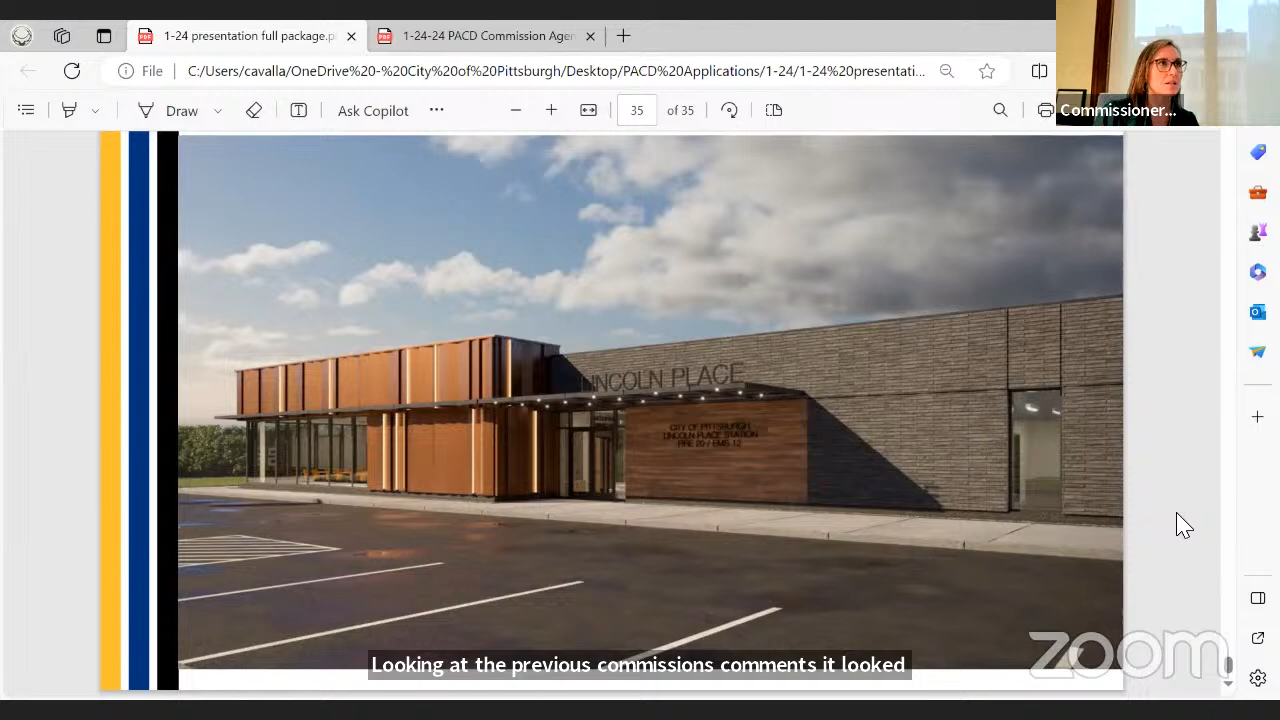 1-24 presentation full package.p
1-24-24 PACD Commission Agen
File
C:/Users/cavalla/OneDrive%20-%20City%20of%20Pittsburgh/Desktop/PACD%20Applications/1-24/1-24%20presentati...
Draw
Ask Copilot
35
of 35
Commissioner...
LINCOLN PLACE
CITY OF PITTSBURGH
LINCOLN PLACE STATION
FIRE 20 / EMS 12
Looking at the previous commissions comments it looked
zoom